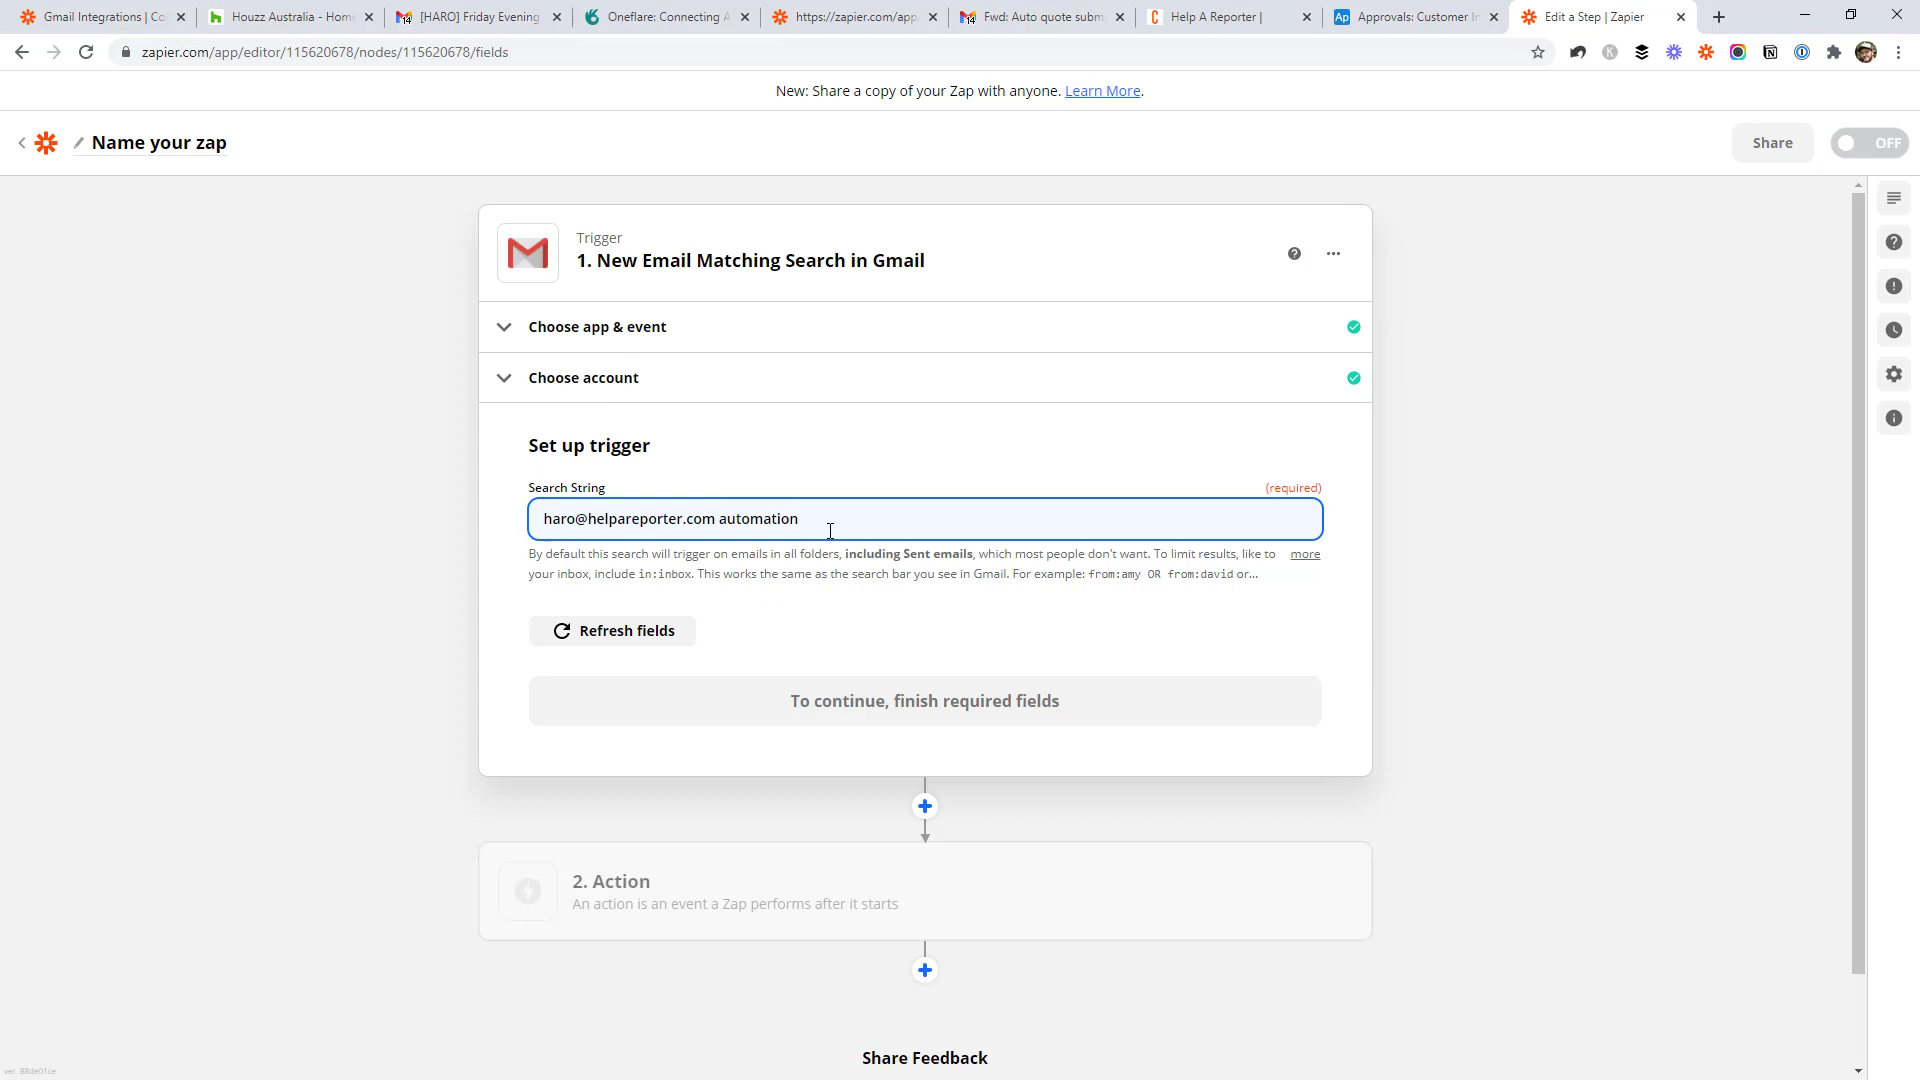 Gmail Integrations | Co
Houzz Australia - Hom
[HARO] Friday Evening
Oneflare: Connecting A
https://zapier.com/app
Fwd: Auto quote subm
Help A Reporter |
Approvals: Customer In
Edit a Step | Zapier
zapier.com/app/editor/115620678/nodes/115620678/fields
New: Share a copy of your Zap with anyone. Learn More.
Name your zap
Share
OFF
Trigger
1. New Email Matching Search in Gmail
Choose app & event
Choose account
Set up trigger
Search String
(required)
haro@helpareporter.com automation
By default this search will trigger on emails in all folders, including Sent emails, which most people don't want. To limit results, like to more
your inbox, include in:inbox. This works the same as the search bar you see in Gmail. For example: from:amy OR from:david or...
Refresh fields
To continue, finish required fields
2. Action
An action is an event a Zap performs after it starts
Share Feedback
ver. 88de01ce